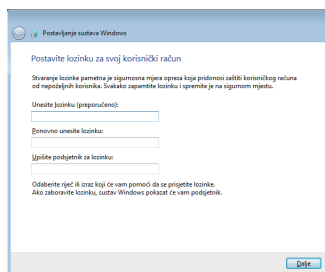 Postavljanje sustava Windows
Postavite lozinku za svoj korisnički račun
Stvaranje lozinke pametna je sigurnosna mjera opreza koja pridonosi zaštiti korisničkog računa
od nepoželjnih korisnika. Svakako zapamtite lozinku i spremite je na sigurnom mjestu.
Unesite lozinku (preporučeno):
Ponovno unesite lozinku:
Upišite podsjetnik za lozinku:
Odaberite riječ ili izraz koji će vam pomoći da se prisjetite lozinke.
Ako zaboravite lozinku, sustav Windows pokazat će vam podsjetnik.
Dalje